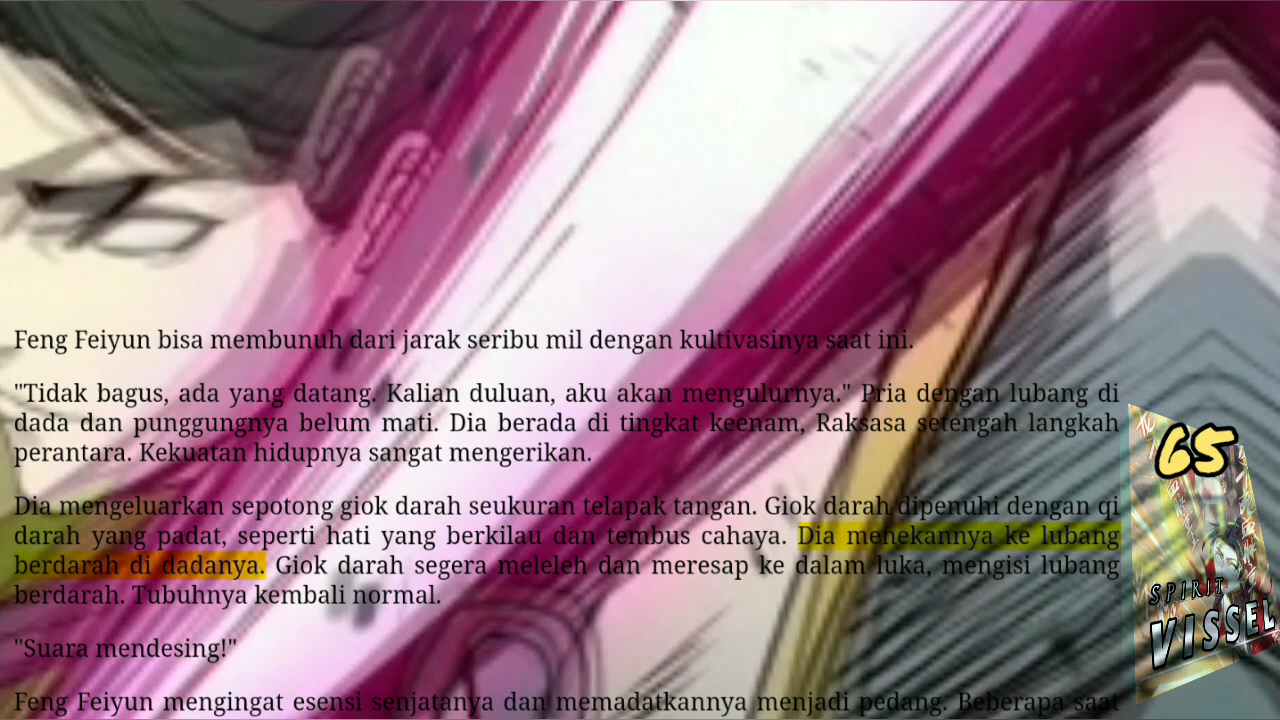 Feng Feiyun bisa membunuh dari jarak seribu mil dengan kultivasinya saat ini.
"Tidak bagus, ada yang datang. Kalian duluan, aku akan mengulurnya." Pria dengan lubang di
dada dan punggungnya belum mati. Dia berada di tingkat keenam, Raksasa setengah langkah
perantara. Kekuatan hidupnya sangat mengerikan.
Dia mengeluarkan sepotong giok darah seukuran telapak tangan. Giok darah dipenuhi dengan qi
darah yang padat, seperti hati yang berkilau dan tembus cahaya. Dia menekannya ke lubang
berdarah di dadanya. Giok darah segera meleleh dan meresap ke dalam luka, mengisi lubang
berdarah. Tubuhnya kembali normal.
"Suara mendesing!"
Feng Feiyun mengingat esensi senjatanya dan memadatkannya menjadi pedang. Beberapa saat
65
SPIRIT
VISSEL